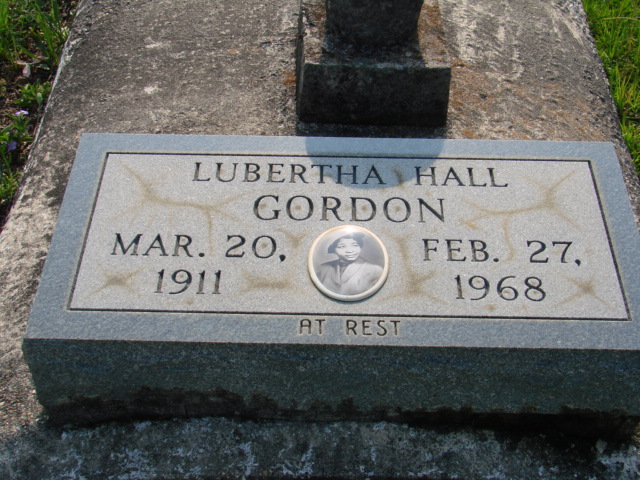 LUBERTHA HALL
GORDON
MAR. 20, FEB. 27,
1911 1968
AT REST